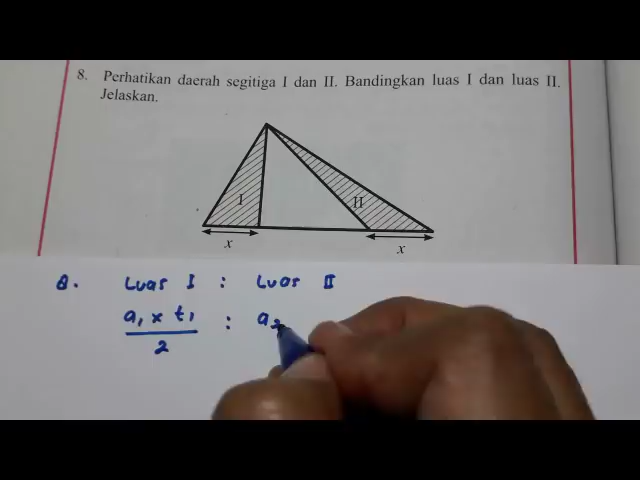 8. Perhatikan daerah segitiga I dan II. Bandingkan luas I dan luas II.
Jelaskan.
I
II
x
x
8. Luas I : Luas II
a₁ × t₁ : a₂
2